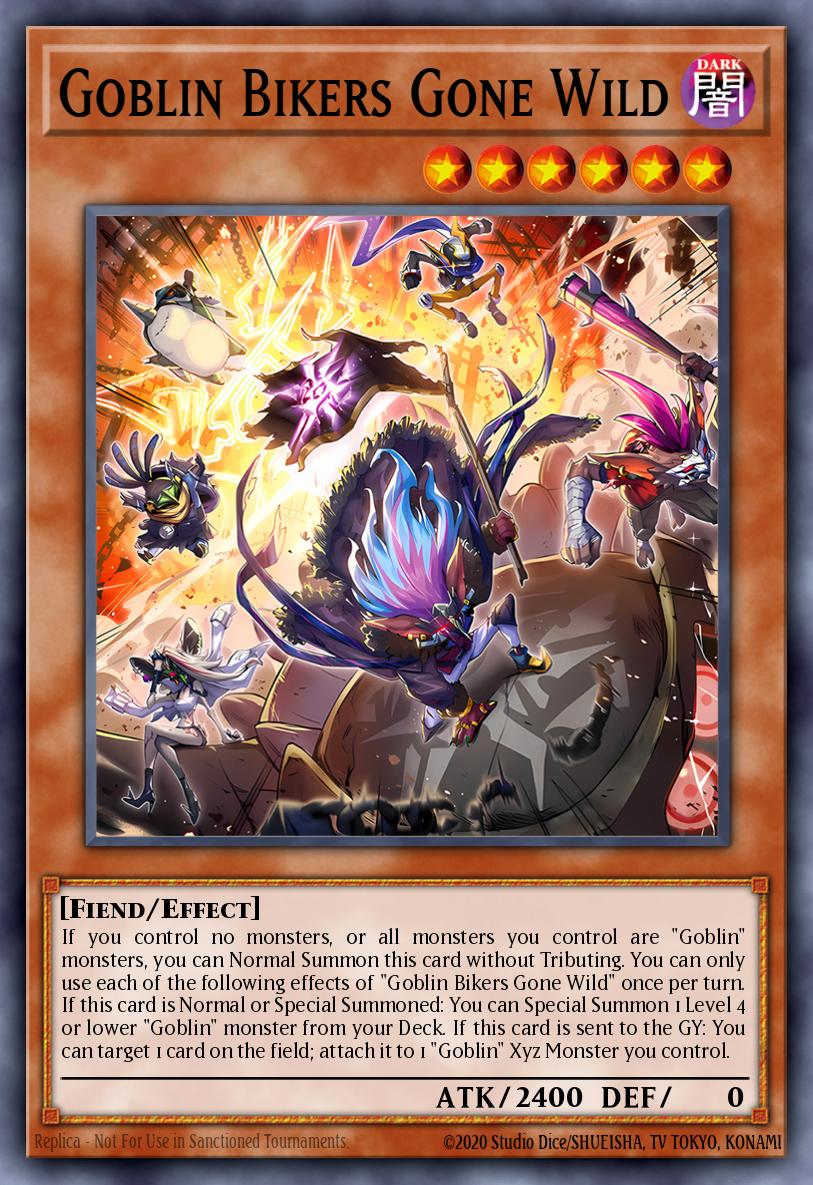 Goblin Bikers Gone Wild
DARK
闇
[Fiend/Effect]
If you control no monsters, or all monsters you control are "Goblin"
monsters, you can Normal Summon this card without Tributing. You can only
use each of the following effects of "Goblin Bikers Gone Wild" once per turn.
If this card is Normal or Special Summoned: You can Special Summon 1 Level 4
or lower "Goblin" monster from your Deck. If this card is sent to the GY: You
can target 1 card on the field; attach it to 1 "Goblin" Xyz Monster you control.
ATK/2400 DEF/ 0
Replica - Not For Use in Sanctioned Tournaments.
©2020 Studio Dice/SHUEISHA, TV TOKYO, KONAMI